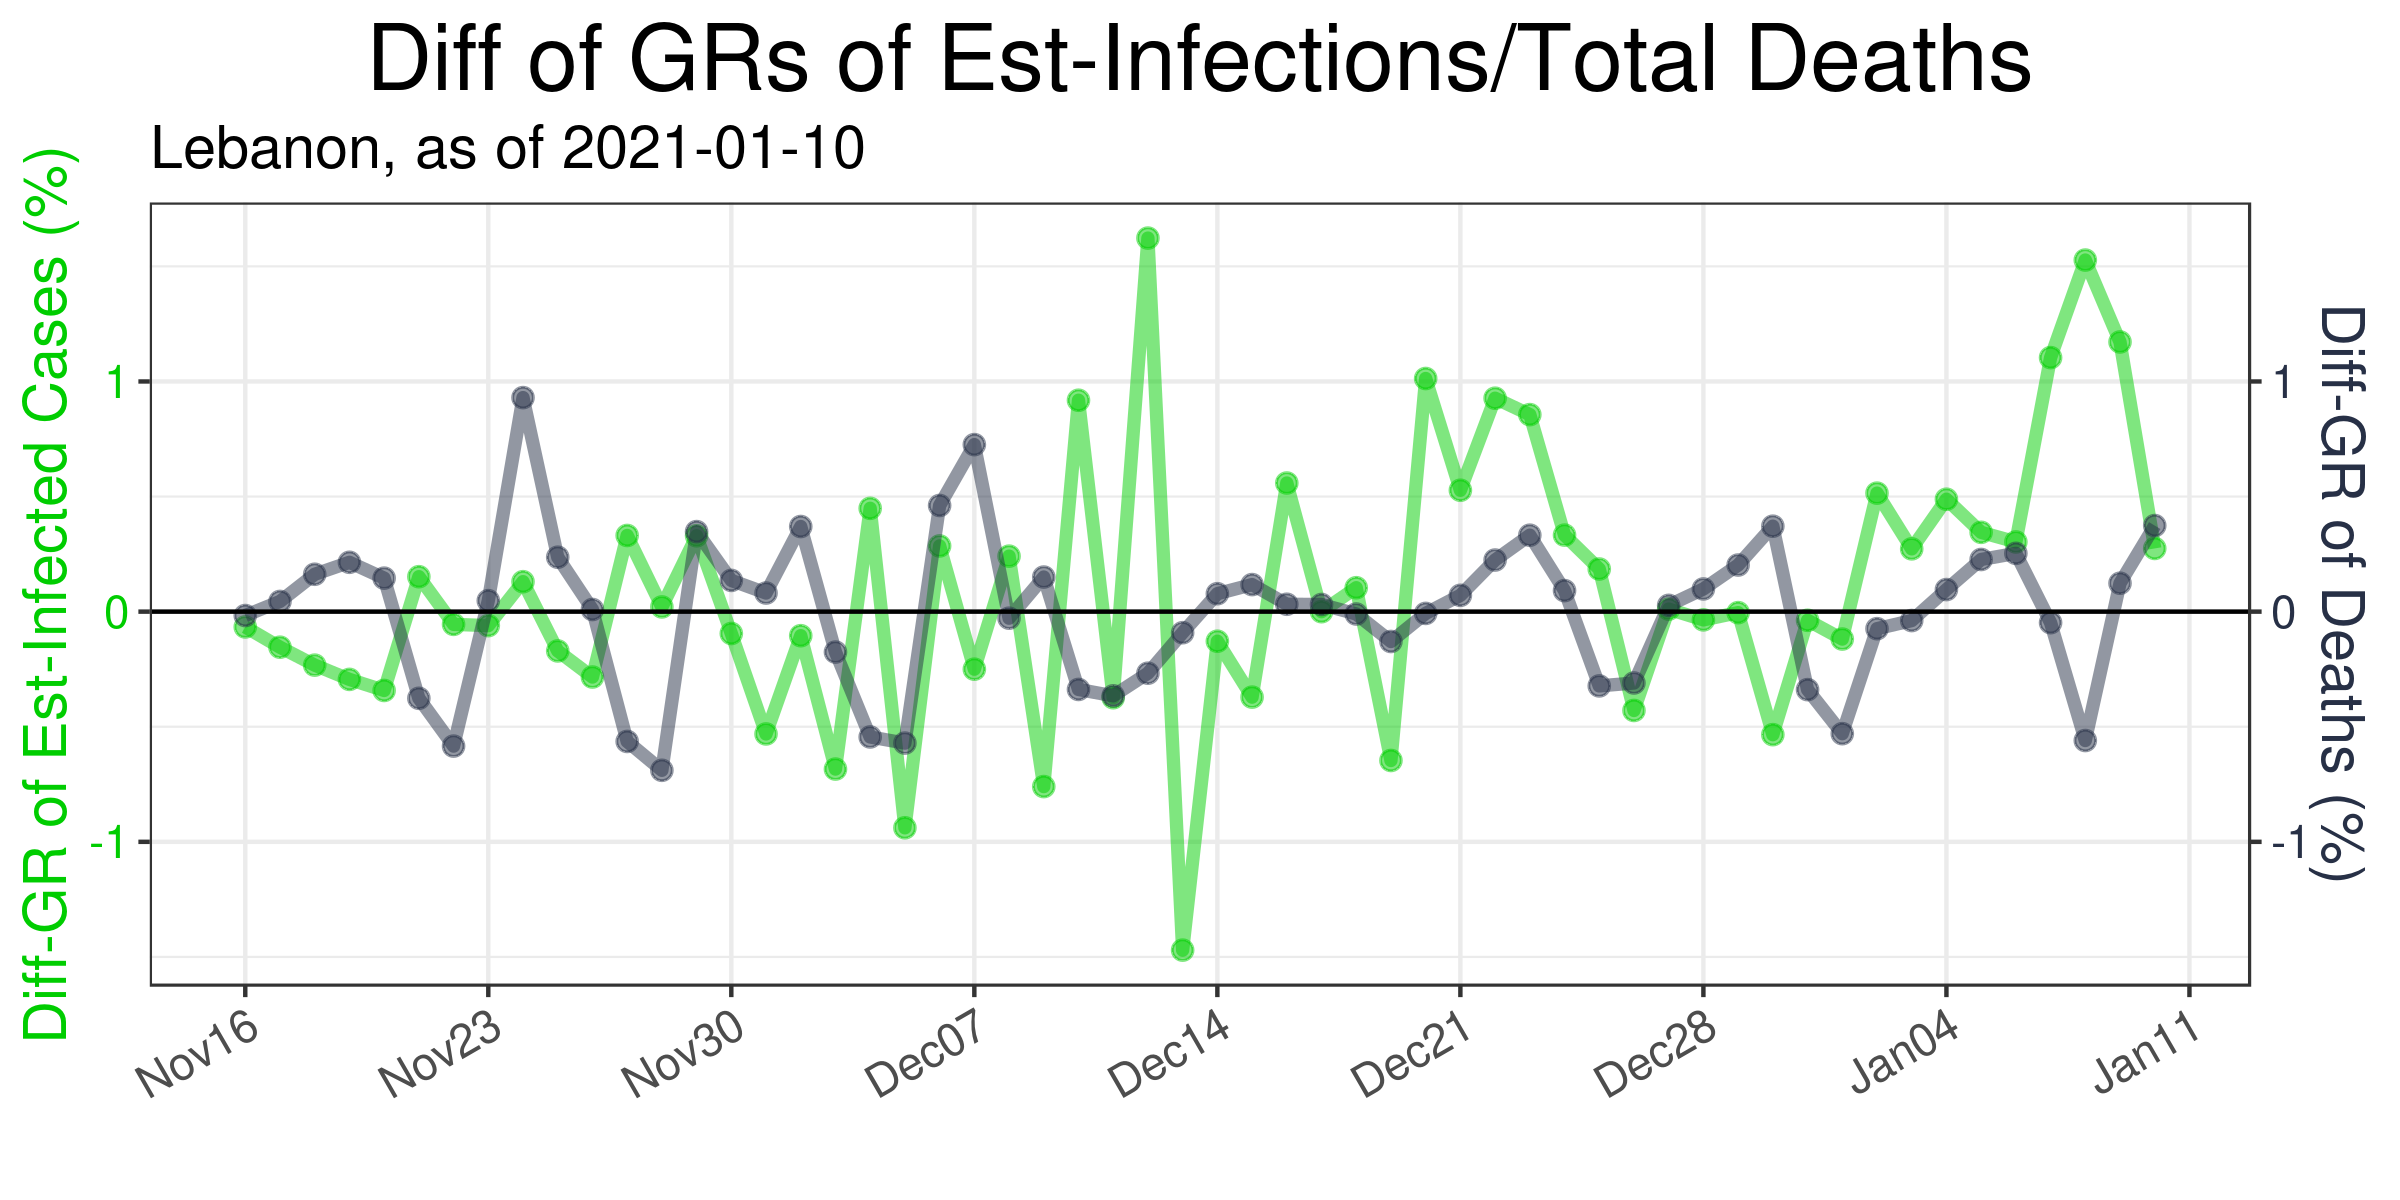 Diff of GRs of Est-Infections/Total Deaths
Lebanon, as of 2021-01-10
Diff-GR of Est-Infected Cases (%)
1
0
-1
1
0
-1
Diff-GR of Deaths (%)
Nov16
Nov23
Nov30
Dec07
Dec14
Dec21
Dec28
Jan04
Jan11